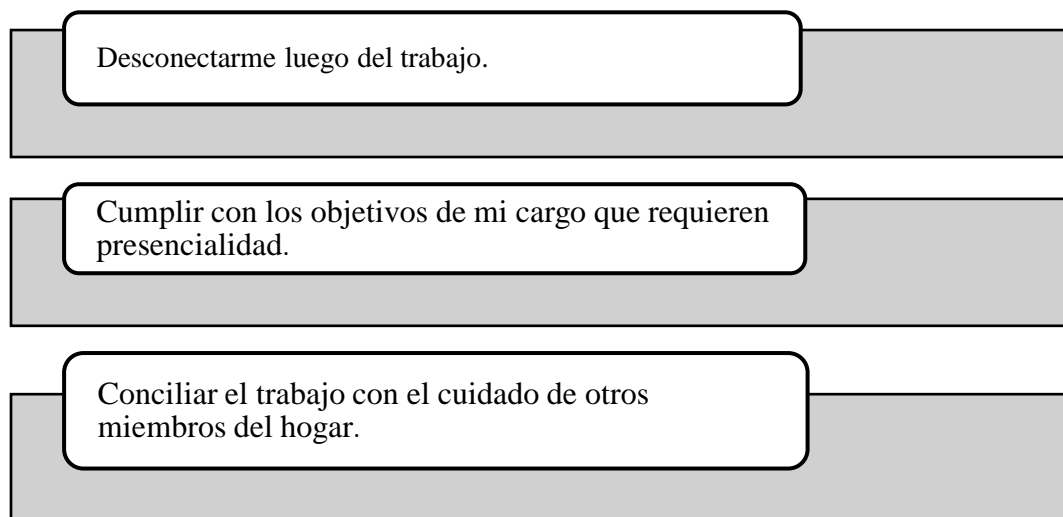 Desconectarme luego del trabajo.
Cumplir con los objetivos de mi cargo que requieren
presencialidad.
Conciliar el trabajo con el cuidado de otros
miembros del hogar.